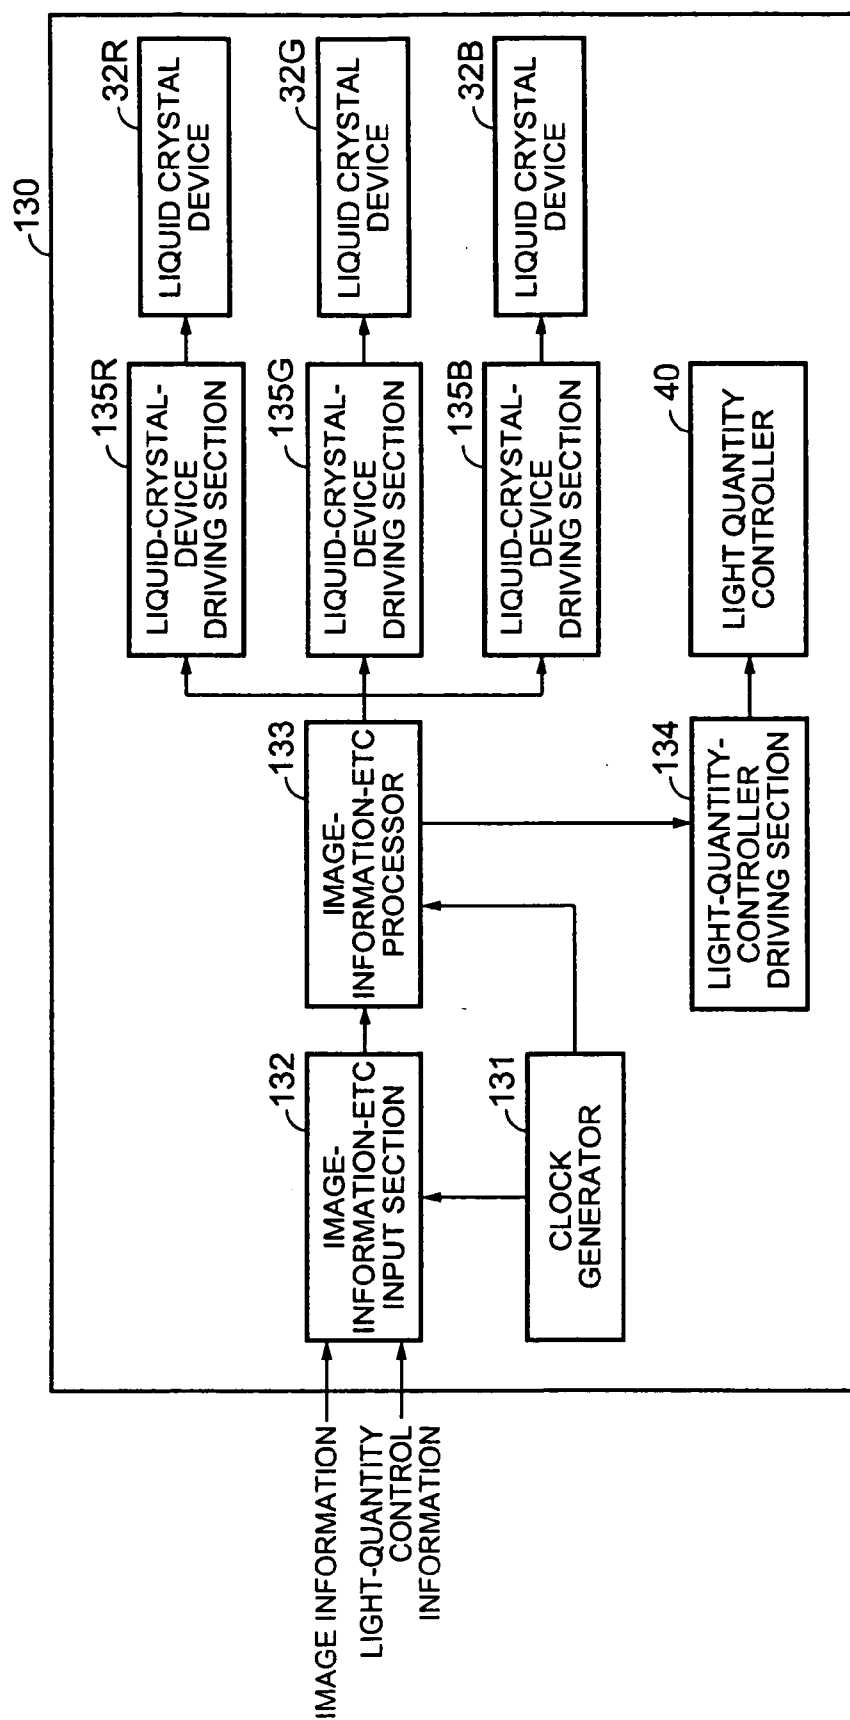 130
IMAGE INFORMATION
LIGHT-QUANTITY
CONTROL
INFORMATION
132
IMAGE-
INFORMATION-ETC
INPUT SECTION
131
CLOCK
GENERATOR
133
IMAGE-
INFORMATION-ETC
PROCESSOR
134
LIGHT-QUANTITY-
CONTROLLER
DRIVING SECTION
135R
LIQUID-CRYSTAL-
DEVICE
DRIVING SECTION
135G
LIQUID-CRYSTAL-
DEVICE
DRIVING SECTION
135B
LIQUID-CRYSTAL-
DEVICE
DRIVING SECTION
40
LIGHT QUANTITY
CONTROLLER
32R
LIQUID CRYSTAL
DEVICE
32G
LIQUID CRYSTAL
DEVICE
32B
LIQUID CRYSTAL
DEVICE